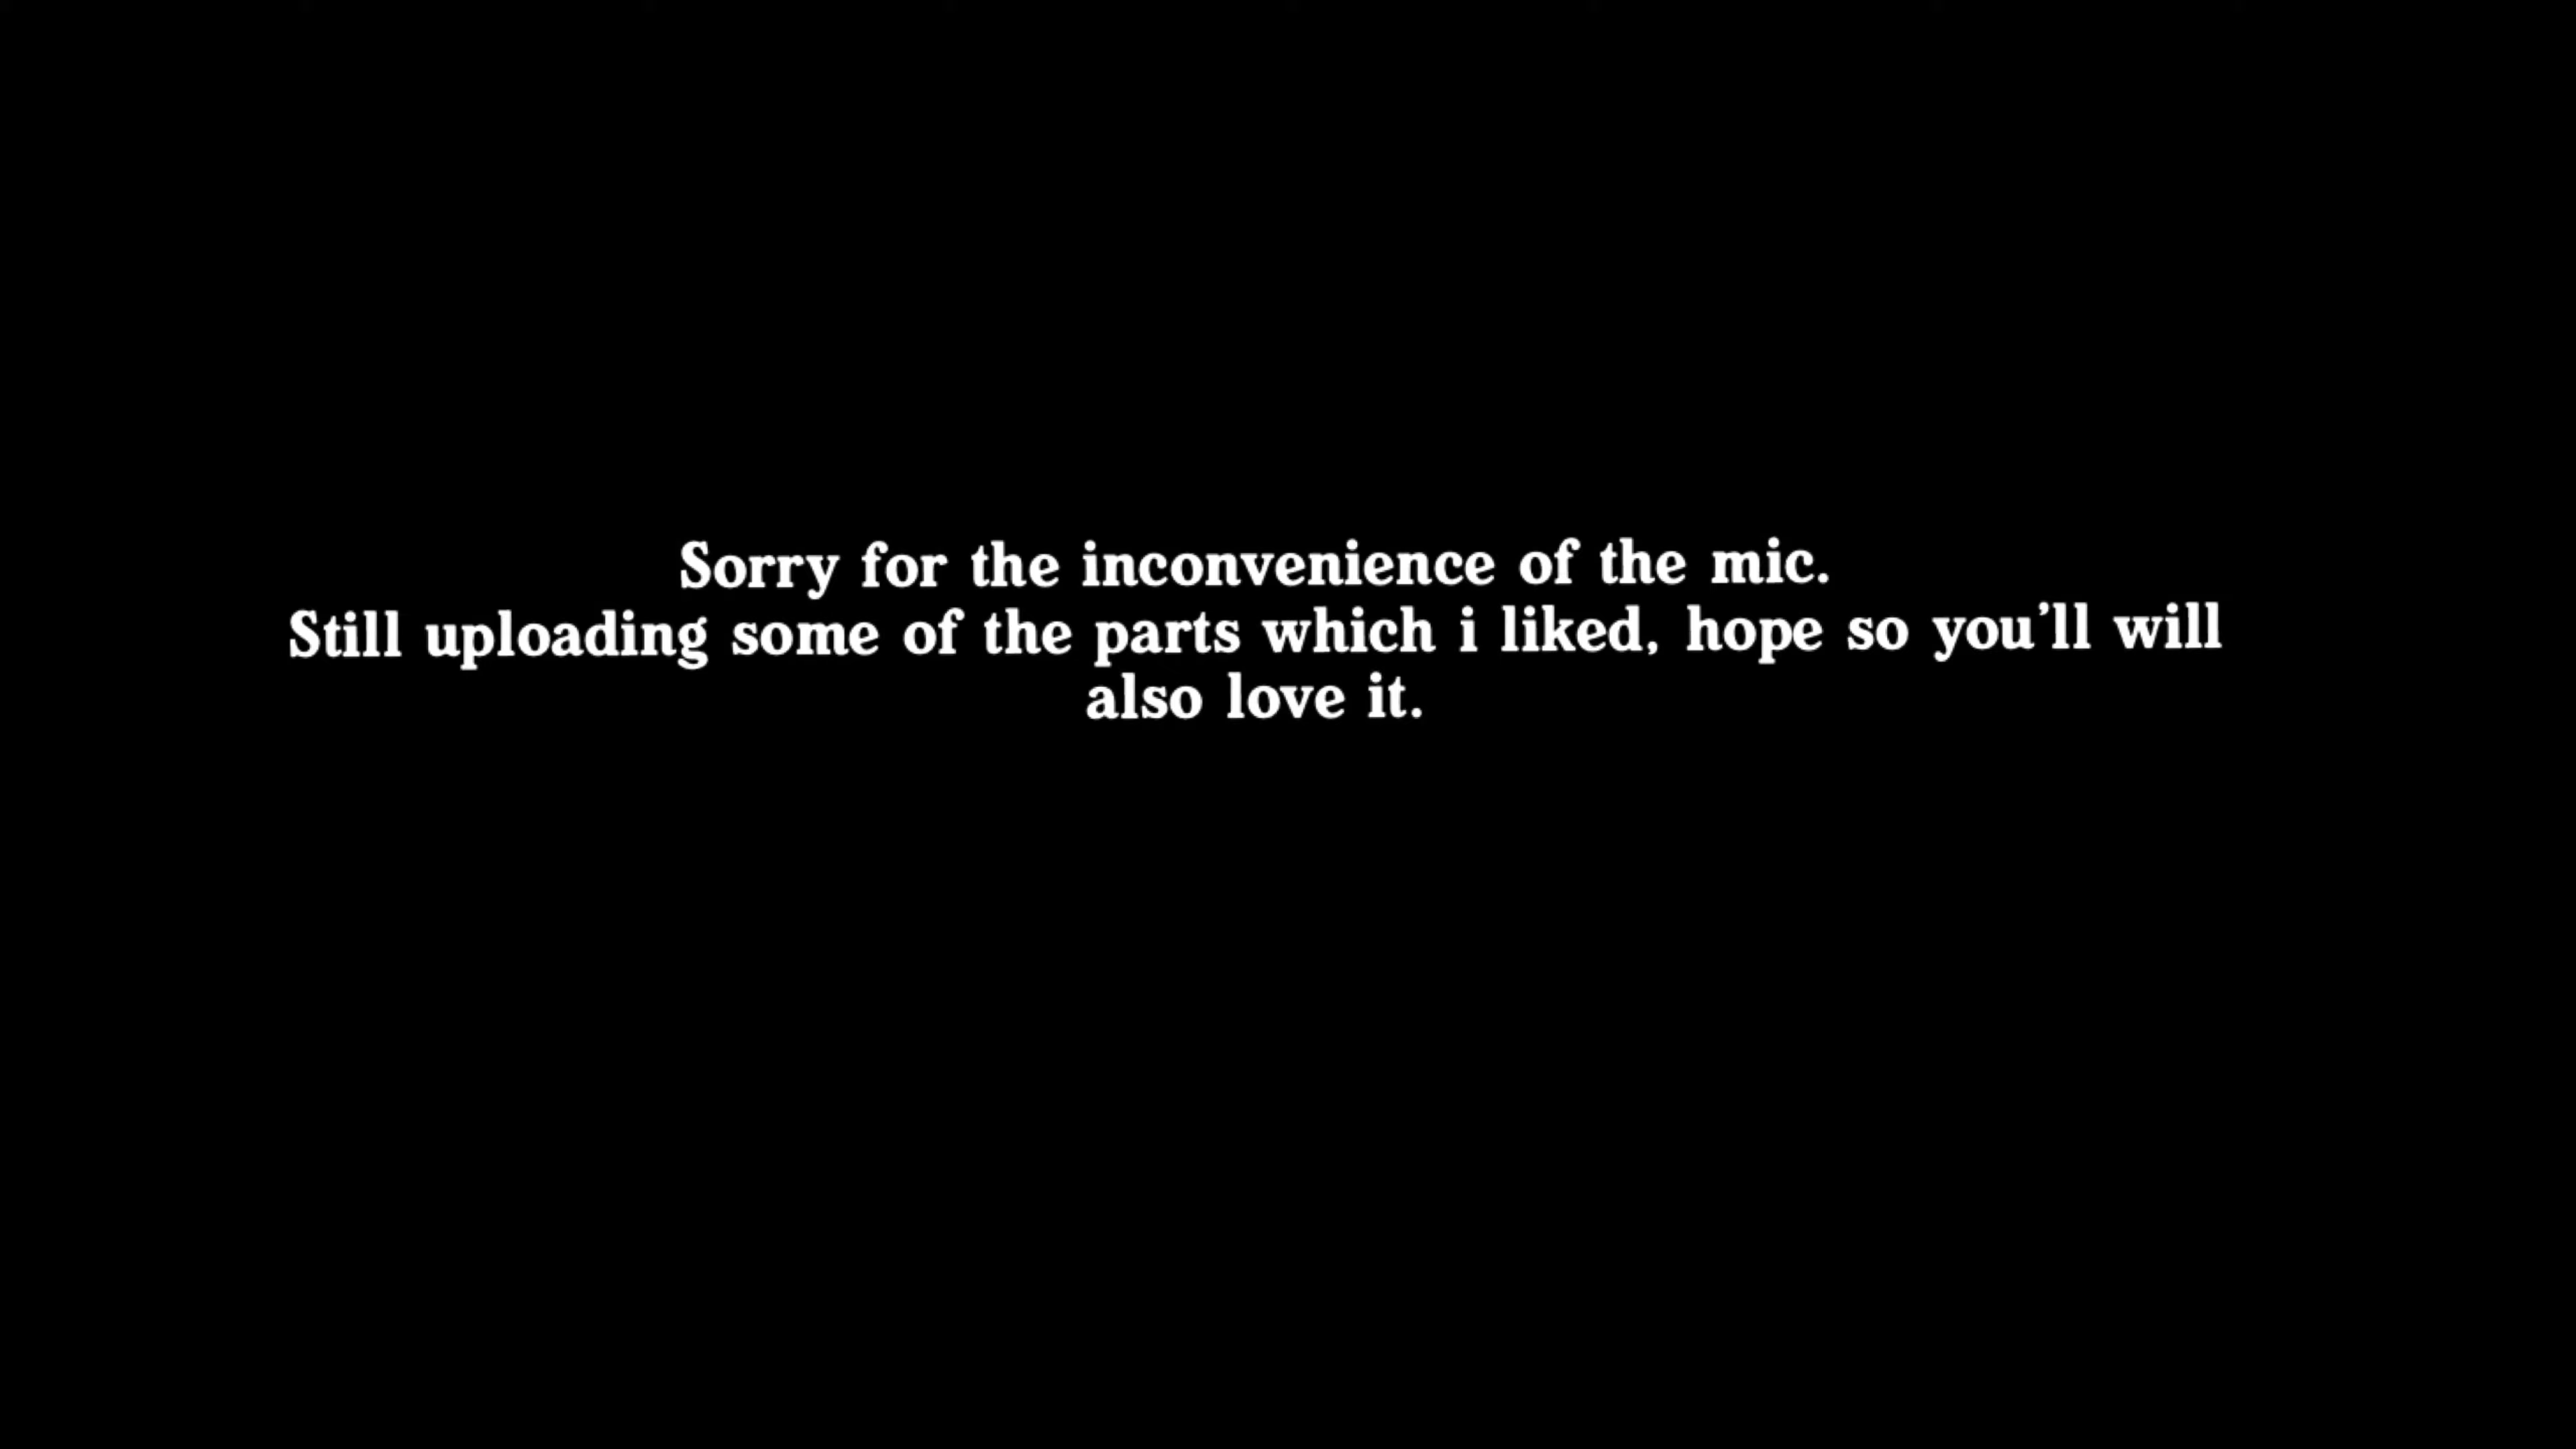 Sorry for the inconvenience of the mic.
Still uploading some of the parts which i liked, hope so you'll will
also love it.